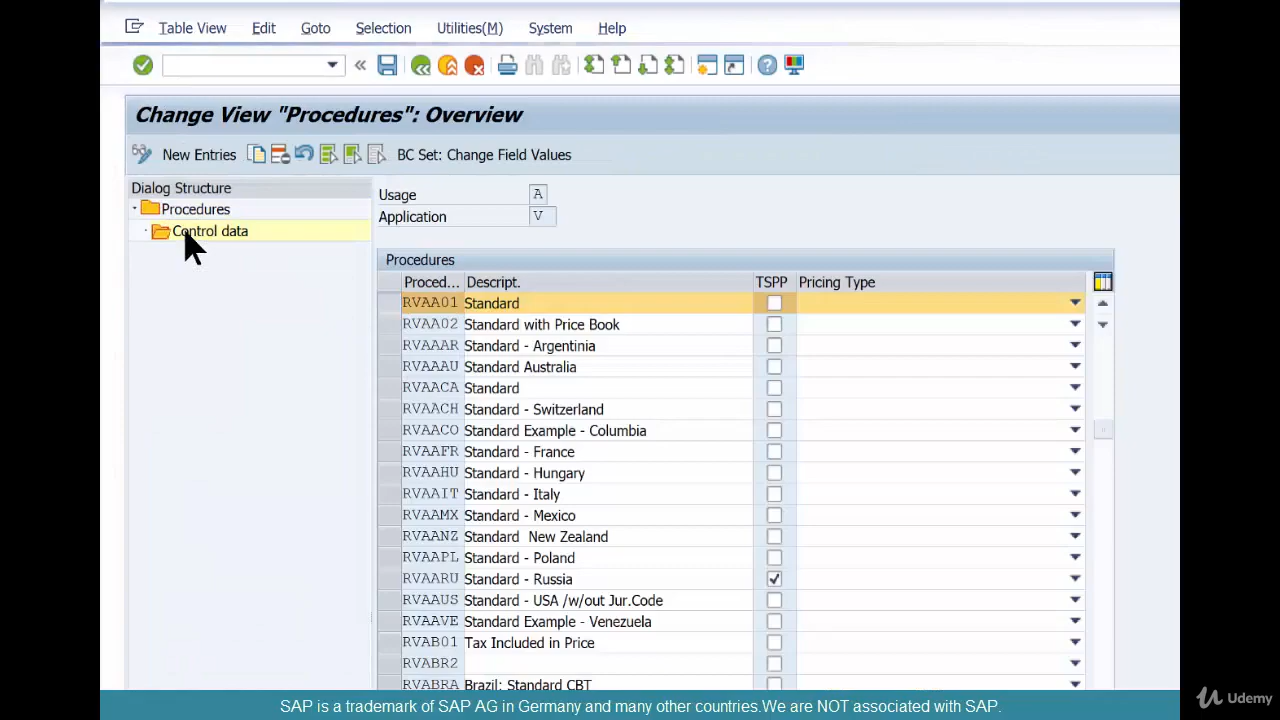 Table View Edit Goto Selection Utilities(M) System Help
Change View "Procedures": Overview
New Entries BC Set: Change Field Values
Dialog Structure
Procedures
Control data
Usage A
Application V
Procedures
Proced... Descript. TSPP Pricing Type
RVAA01 Standard
RVAA02 Standard with Price Book
RVAAAR Standard - Argentinia
RVAAAU Standard Australia
RVAACA Standard
RVAACH Standard - Switzerland
RVAACO Standard Example - Columbia
RVAAFR Standard - France
RVAAHU Standard - Hungary
RVAAIT Standard - Italy
RVAAMX Standard - Mexico
RVAANZ Standard New Zealand
RVAAPL Standard - Poland
RVAARU Standard - Russia
RVAAUS Standard - USA /w/out Jur.Code
RVAAVE Standard Example - Venezuela
RVAB01 Tax Included in Price
RVABR2
RVABRA Brazil: Standard CBT
SAP is a trademark of SAP AG in Germany and many other countries.We are NOT associated with SAP.
Udemy